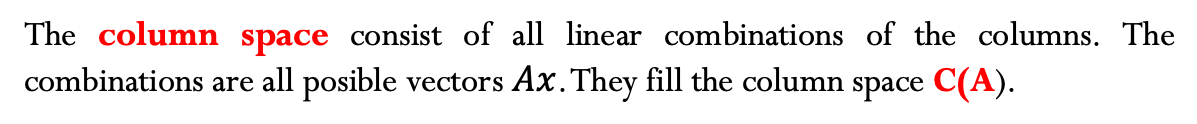 The column space consist of all linear combinations of the columns. The
combinations are all posible vectors Ax. They fill the column space C(A).